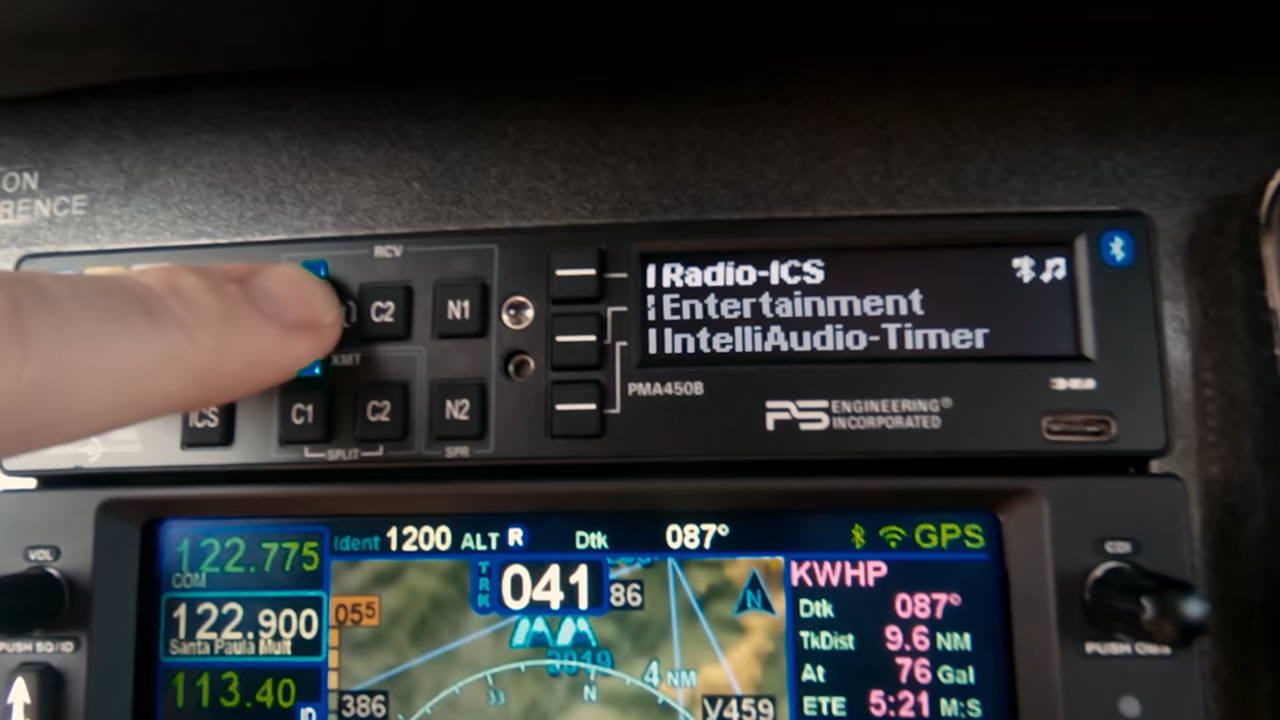 ON
RENCE
RCV
C2
N1
Radio-ICS
Entertainment
IntelliAudio-Timer
XMT
PMA450B
ICS
C1
C2
N2
SPLIT
SPR
PS ENGINEERING®
INCORPORATED
VOL
122.775
COM
Ident 1200 ALT R
Dtk 087°
GPS
CDI
TRK
041
055
86
N
KWHP
Dtk 087°
122.900
Santa Paula Mult
PUSH SQ/ID
TkDist 9.6 NM
4 NM
At 76 Gal
113.40
ID
386
33
N
V459
ETE 5:21 M:S